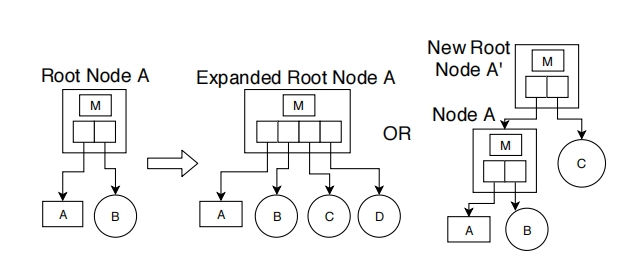 New Root
Node A'
M
Root Node A
Expanded Root Node A
Node A
M
M
OR
M
C
A
B
A
B
C
D
A
B